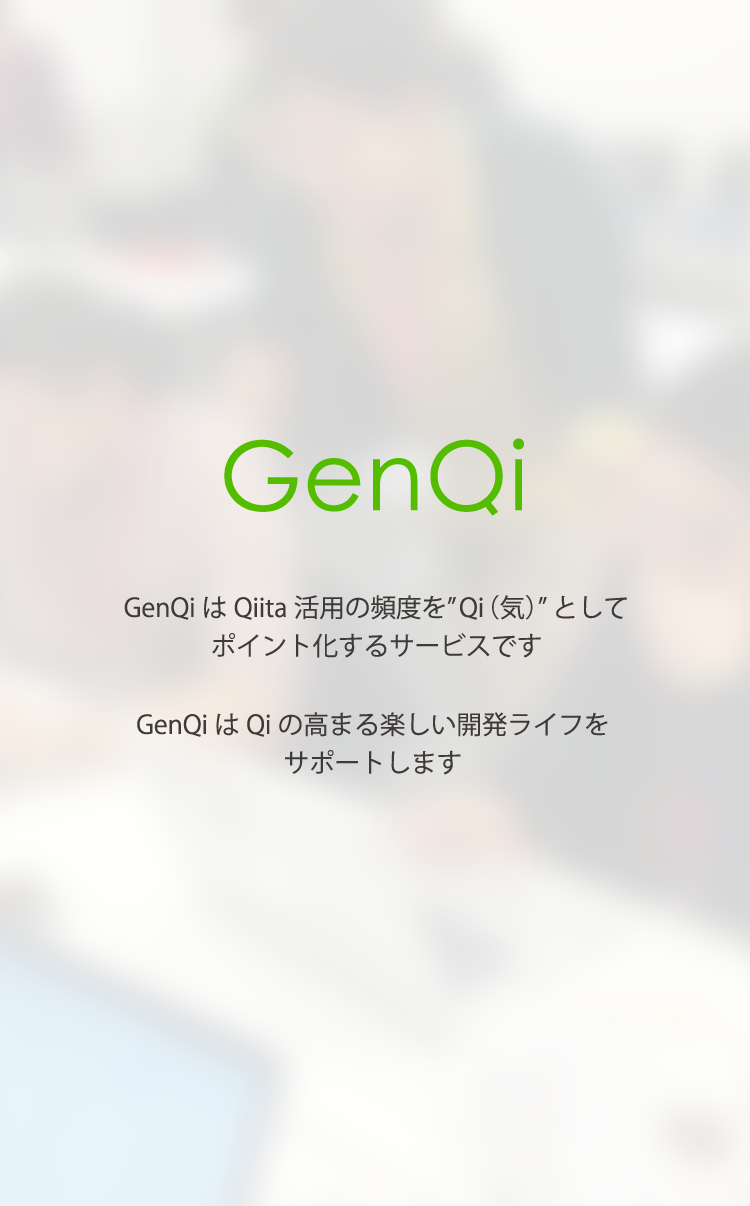 GenQi
GenQi は Qiita 活用の頻度を”Qi（気）” として
ポイント化するサービスです
GenQi は Qi の高まる楽しい開発ライフを
サポートします